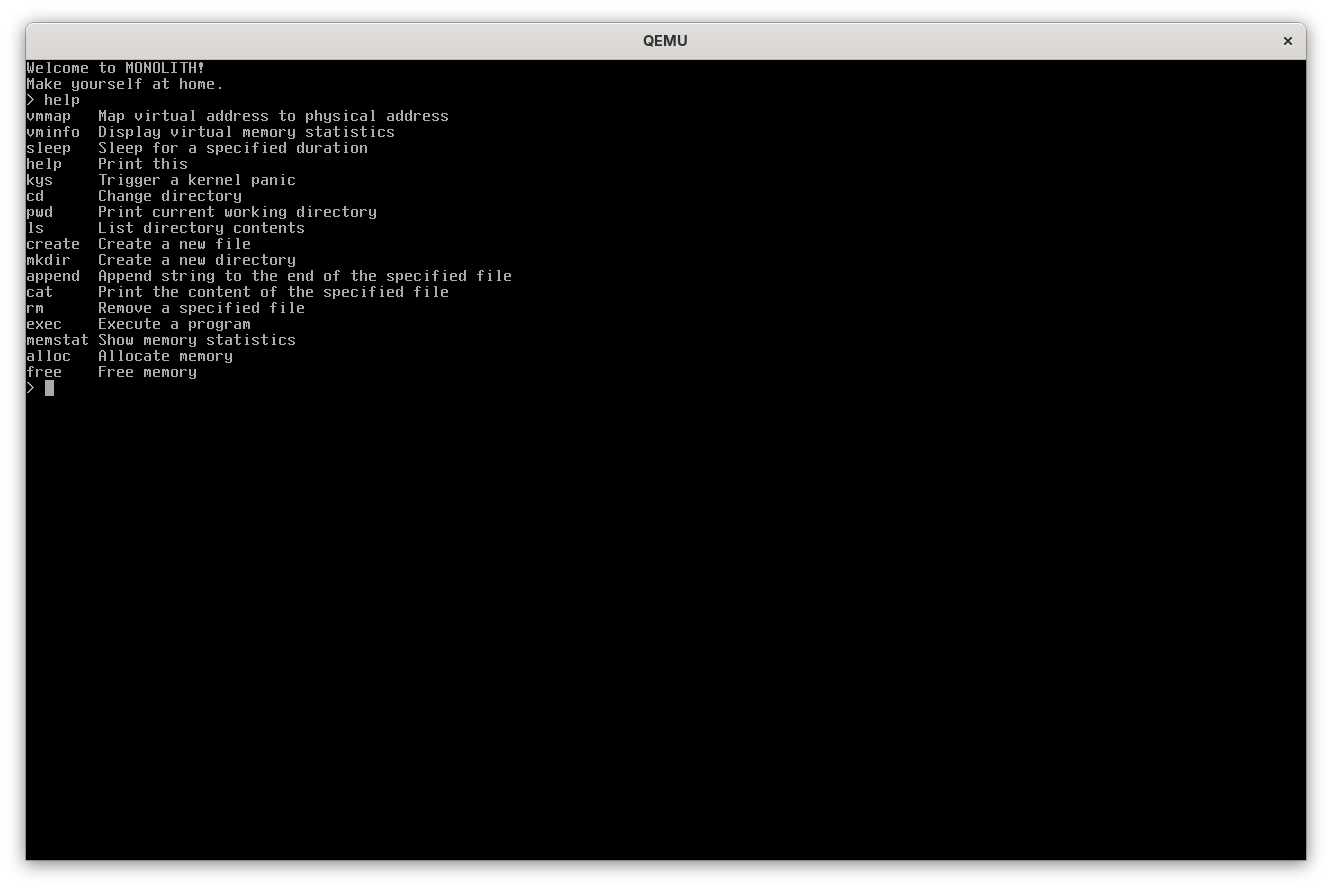 QEMU
Welcome to MONOLITH!
Make yourself at home.
> help
vmmap   Map virtual address to physical address
vminfo  Display virtual memory statistics
sleep   Sleep for a specified duration
help    Print this
kys     Trigger a kernel panic
cd      Change directory
pwd     Print current working directory
ls      List directory contents
create  Create a new file
mkdir   Create a new directory
append  Append string to the end of the specified file
cat     Print the content of the specified file
rm      Remove a specified file
exec    Execute a program
memstat Show memory statistics
alloc   Allocate memory
free    Free memory
>